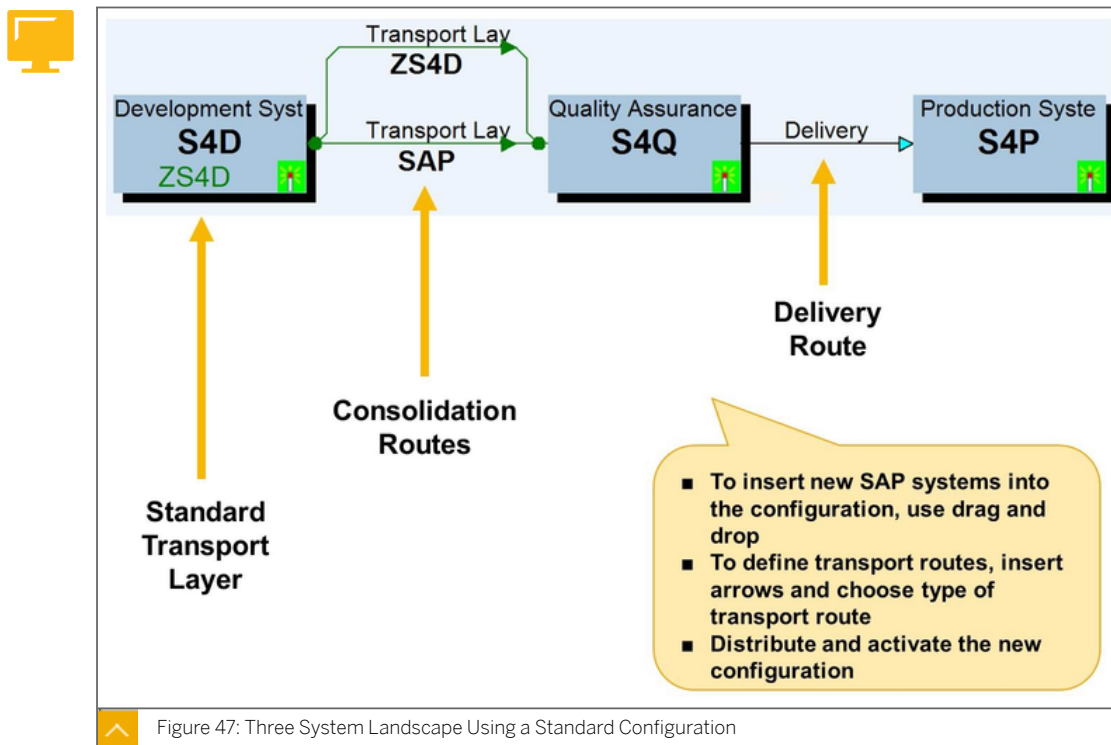 Transport Lay
ZS4D
Development Syst
S4D
ZS4D
Transport Lay
SAP
Quality Assurance
S4Q
Delivery
Production Syste
S4P
Standard
Transport
Layer
Consolidation
Routes
Delivery
Route
■ To insert new SAP systems into
the configuration, use drag and
drop
■ To define transport routes, insert
arrows and choose type of
transport route
■ Distribute and activate the new
configuration
Figure 47: Three System Landscape Using a Standard Configuration